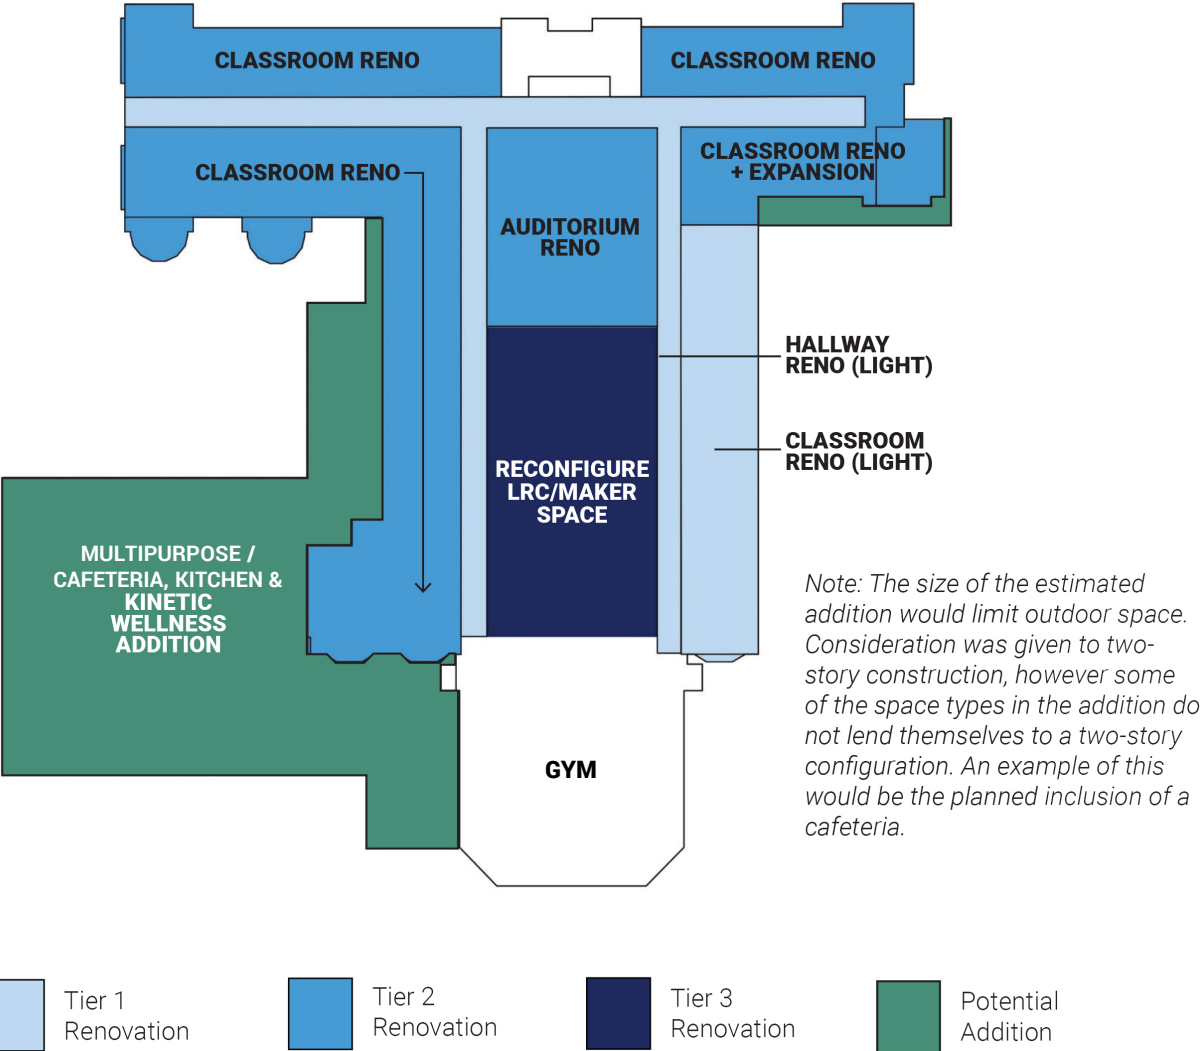 CLASSROOM RENO
CLASSROOM RENO
CLASSROOM RENO
CLASSROOM RENO
+ EXPANSION
AUDITORIUM
RENO
HALLWAY
RENO (LIGHT)
CLASSROOM
RENO (LIGHT)
RECONFIGURE
LRC/MAKER
SPACE
MULTIPURPOSE /
CAFETERIA, KITCHEN &
KINETIC
WELLNESS
ADDITION
GYM
Note: The size of the estimated
addition would limit outdoor space.
Consideration was given to two-
story construction, however some
of the space types in the addition do
not lend themselves to a two-story
configuration. An example of this
would be the planned inclusion of a
cafeteria.
Tier 1
Renovation
Tier 2
Renovation
Tier 3
Renovation
Potential
Addition